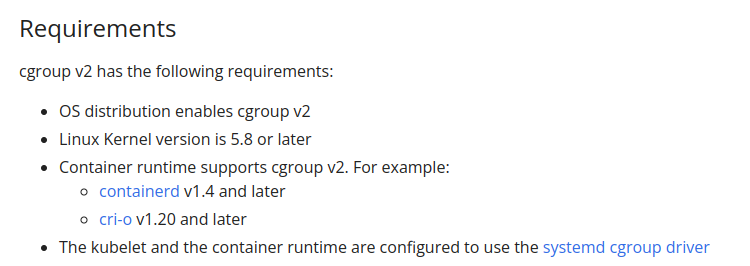 Requirements
cgroup v2 has the following requirements:
OS distribution enables cgroup v2
Linux Kernel version is 5.8 or later
Container runtime supports cgroup v2. For example:
containerd v1.4 and later
cri-o v1.20 and later
The kubelet and the container runtime are configured to use the systemd cgroup driver